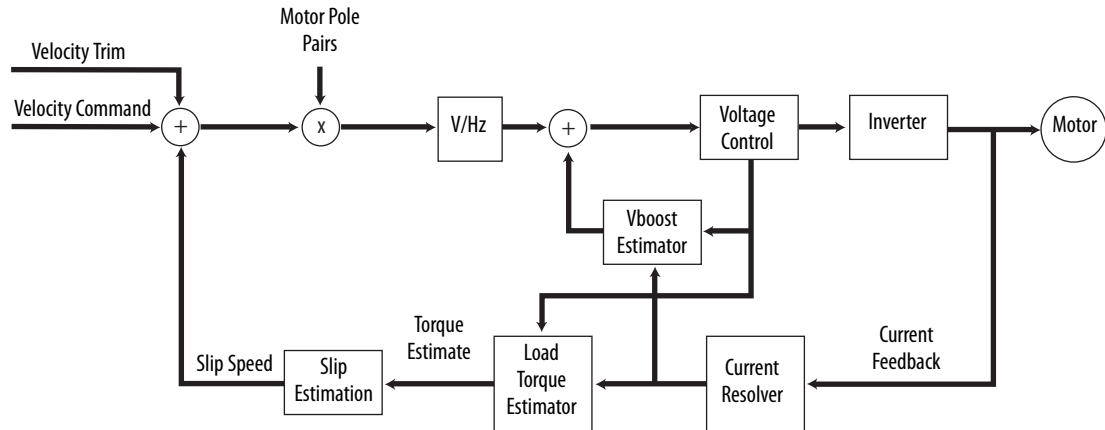 Motor Pole
Pairs
Velocity Trim
Velocity Command
+
x
V/Hz
+
Voltage
Control
Inverter
Motor
Vboost
Estimator
Slip Speed
Slip
Estimation
Torque
Estimate
Load
Torque
Estimator
Current
Resolver
Current
Feedback